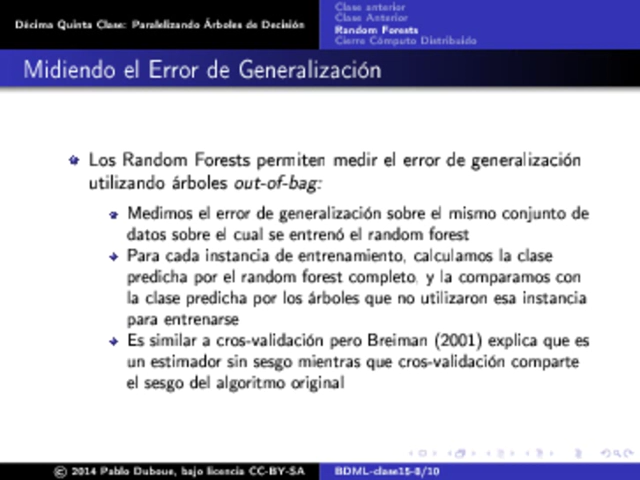 Clase anterior
Clase Anterior
Décima Quinta Clase: Paralelizando Árboles de Decisión
Random Forests
Cierre Cómputo Distribuido
Midiendo el Error de Generalización
Los Random Forests permiten medir el error de generalización
utilizando árboles out-of-bag:
Medimos el error de generalización sobre el mismo conjunto de
datos sobre el cual se entrenó el random forest
Para cada instancia de entrenamiento, calculamos la clase
predicha por el random forest completo, y la comparamos con
la clase predicha por los árboles que no utilizaron esa instancia
para entrenarse
Es similar a cros-validación pero Breiman (2001) explica que es
un estimador sin sesgo mientras que cros-validación comparte
el sesgo del algoritmo original
© 2014 Pablo Duboue, bajo licencia CC-BY-SA
BDML-clase15-8/10